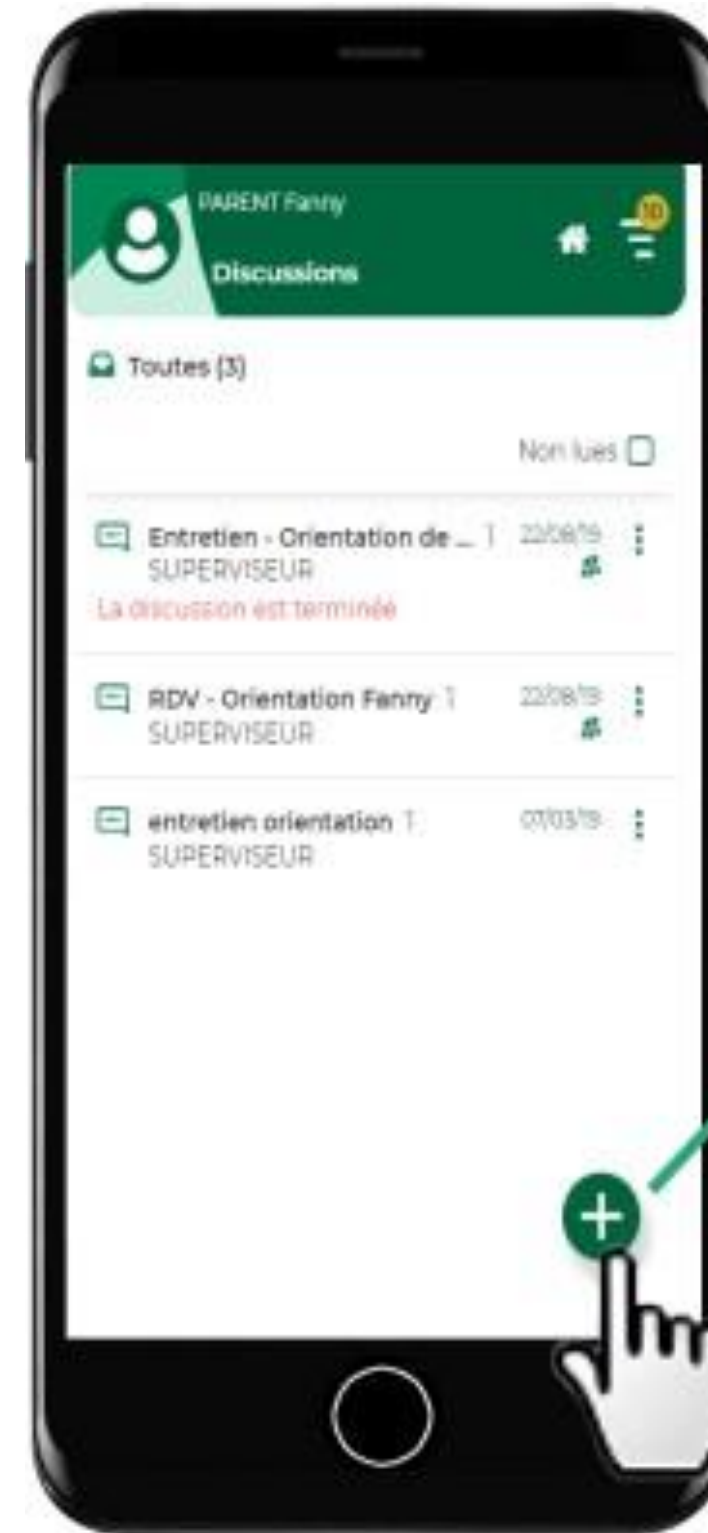 PARENT Fanny
10
Discussions
Toutes (3)
Non lues
Entretien - Orientation de ... 1 22/08/19
SUPERVISEUR
La discussion est terminée
RDV - Orientation Fanny 1 22/08/19
SUPERVISEUR
entretien orientation 1 07/03/19
SUPERVISEUR